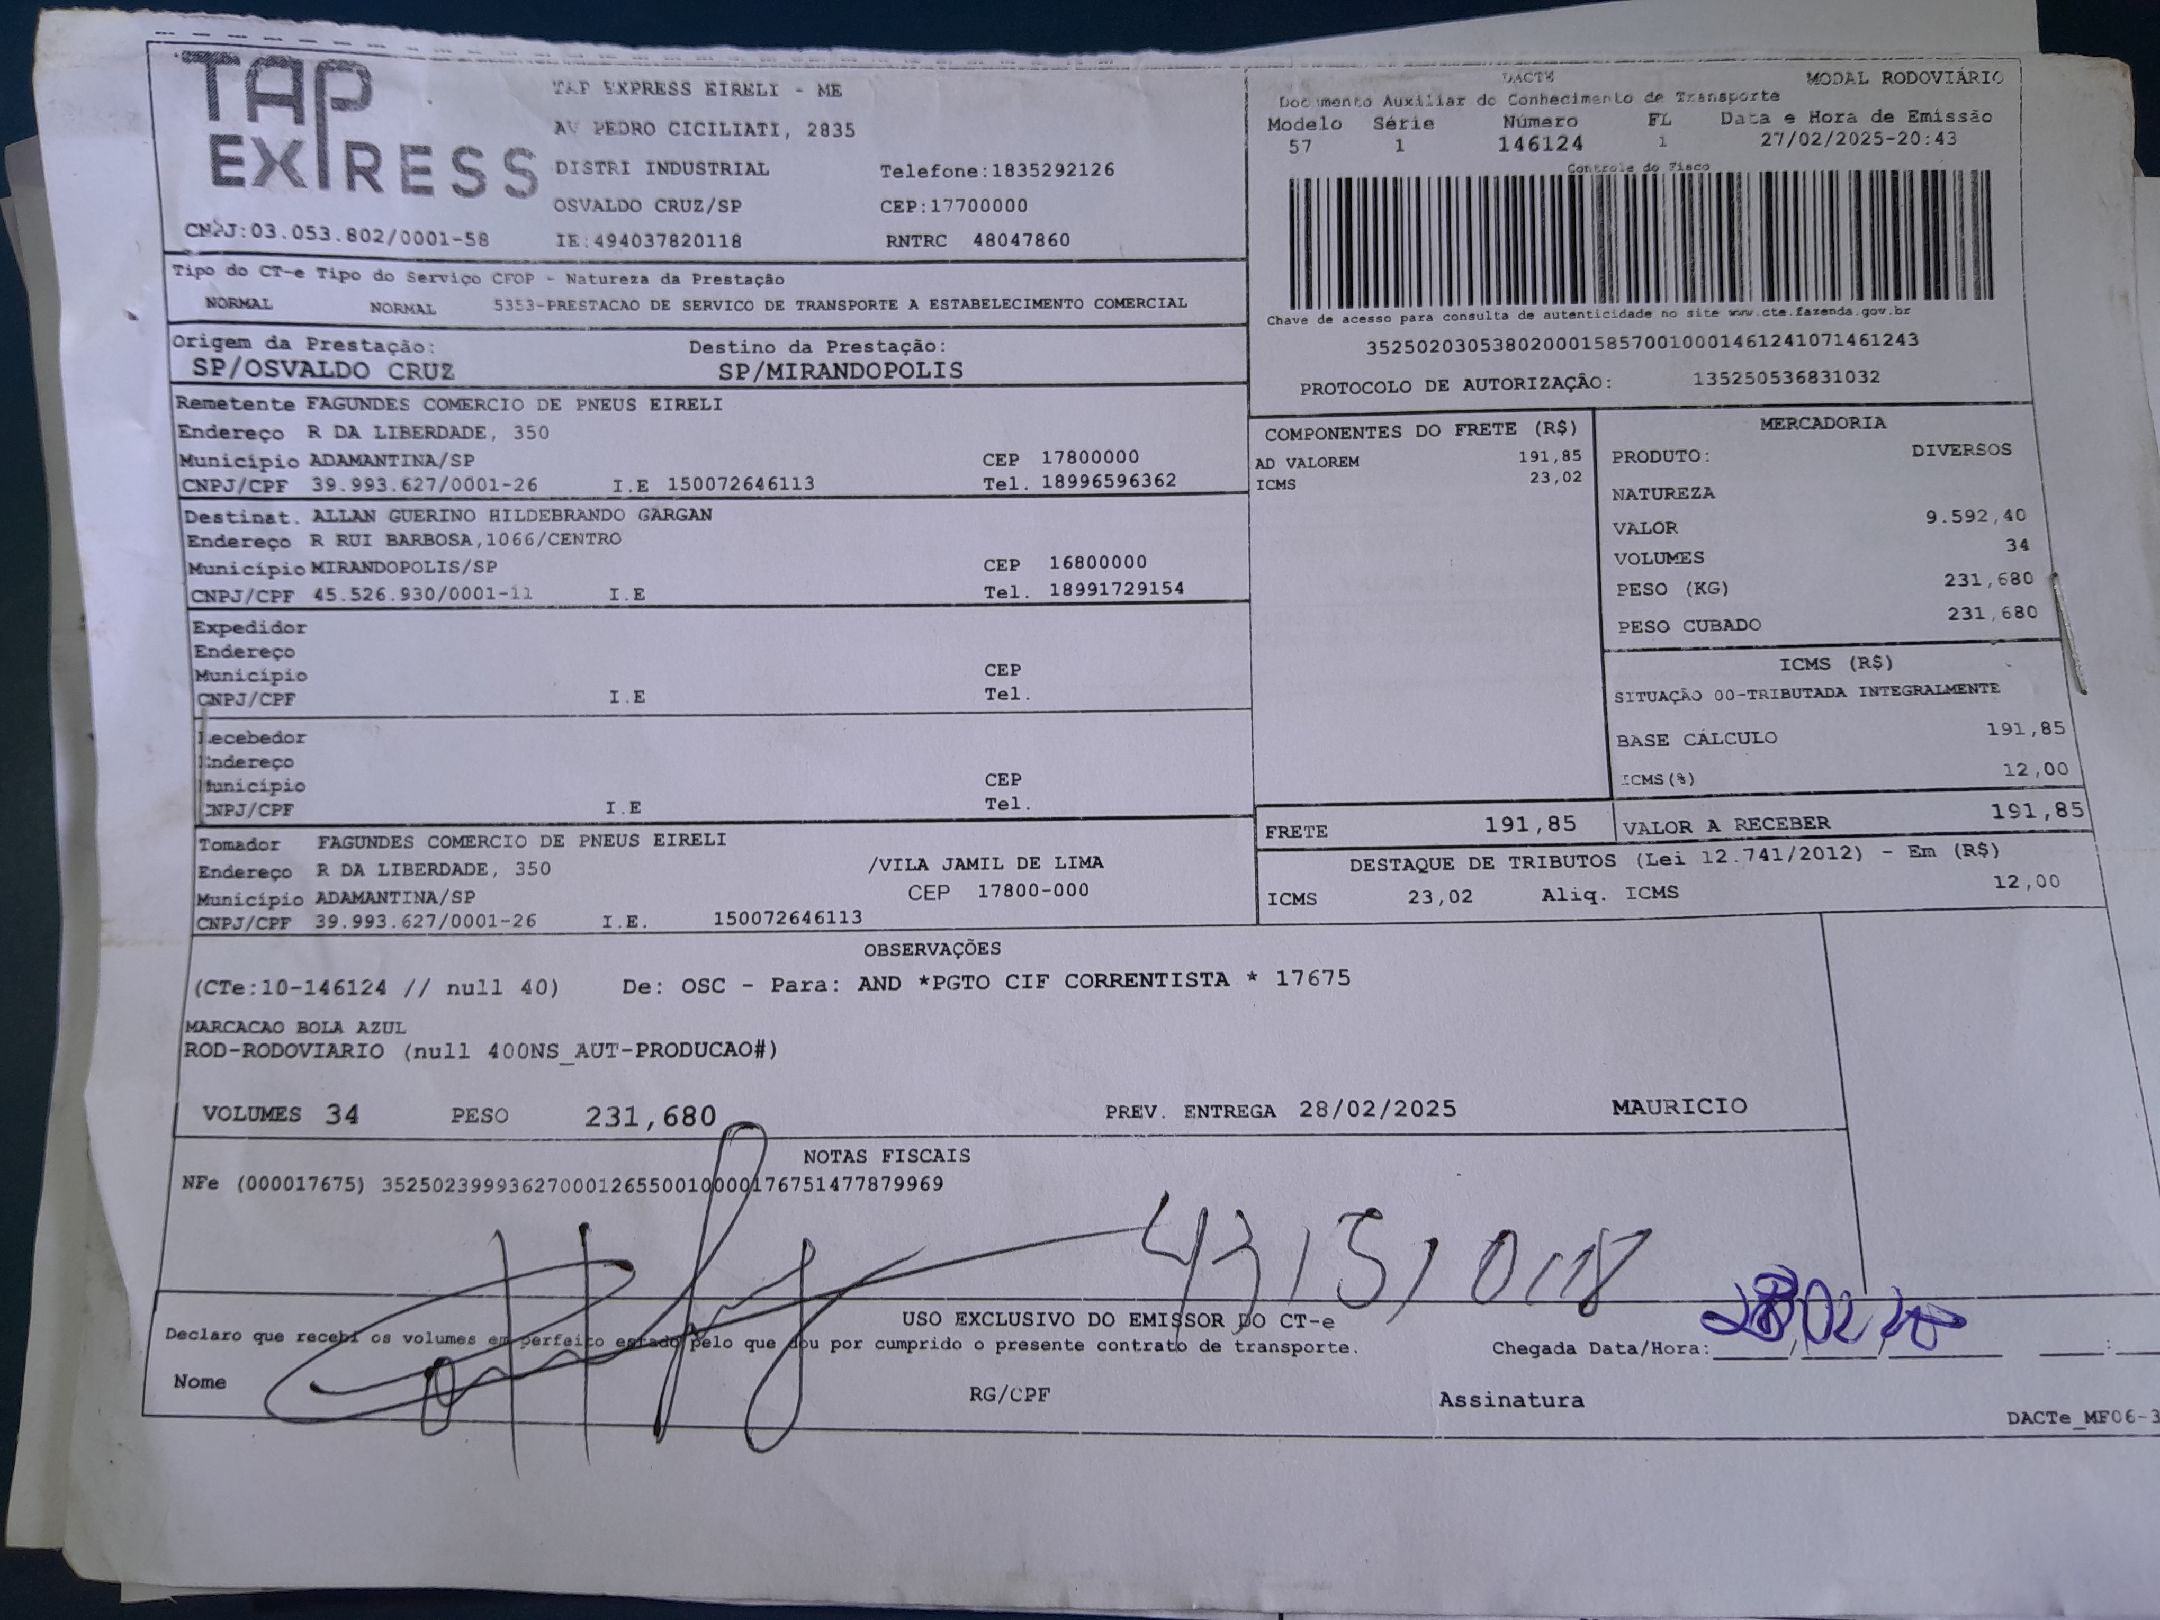 TAP EXPRESS
TAP EXPRESS EIRELI - ME
AV PEDRO CICILIATI, 2835
DISTRI INDUSTRIAL Telefone:1835292126
OSVALDO CRUZ/SP CEP:17700000
CNPJ:03.053.802/0001-58 IE:494037820118 RNTRC 48047860
DACTE MODAL RODOVIÁRIO
Documento Auxiliar do Conhecimento de Transporte
Modelo Série Número FL Data e Hora de Emissão
57 1 146124 1 27/02/2025-20:43
Controle do Fisco
Chave de acesso para consulta de autenticidade no site www.cte.fazenda.gov.br
35250203053802000158570010001461241071461243
PROTOCOLO DE AUTORIZAÇÃO: 135250536831032
Tipo do CT-e Tipo do Serviço CFOP - Natureza da Prestação
NORMAL NORMAL 5353-PRESTACAO DE SERVICO DE TRANSPORTE A ESTABELECIMENTO COMERCIAL
Origem da Prestação: Destino da Prestação:
SP/OSVALDO CRUZ SP/MIRANDOPOLIS
Remetente FAGUNDES COMERCIO DE PNEUS EIRELI
Endereço R DA LIBERDADE, 350
Município ADAMANTINA/SP CEP 17800000
CNPJ/CPF 39.993.627/0001-26 I.E 150072646113 Tel. 18996596362
Destinat. ALLAN GUERINO HILDEBRANDO GARGAN
Endereço R RUI BARBOSA,1066/CENTRO
Município MIRANDOPOLIS/SP CEP 16800000
CNPJ/CPF 45.526.930/0001-11 I.E Tel. 18991729154
Expedidor
Endereço
Município CEP
CNPJ/CPF I.E Tel.
Recebedor
Endereço
Município CEP
CNPJ/CPF I.E Tel.
Tomador FAGUNDES COMERCIO DE PNEUS EIRELI
Endereço R DA LIBERDADE, 350 /VILA JAMIL DE LIMA
Município ADAMANTINA/SP CEP 17800-000
CNPJ/CPF 39.993.627/0001-26 I.E. 150072646113
COMPONENTES DO FRETE (R$)
AD VALOREM 191,85
ICMS 23,02
MERCADORIA
PRODUTO: DIVERSOS
NATUREZA
VALOR 9.592,40
VOLUMES 34
PESO (KG) 231,680
PESO CUBADO 231,680
ICMS (R$)
SITUAÇÃO 00-TRIBUTADA INTEGRALMENTE
BASE CÁLCULO 191,85
ICMS(%) 12,00
FRETE 191,85 VALOR A RECEBER 191,85
DESTAQUE DE TRIBUTOS (Lei 12.741/2012) - Em (R$)
ICMS 23,02 Aliq. ICMS 12,00
OBSERVAÇÕES
(CTe:10-146124 // null 40) De: OSC - Para: AND *PGTO CIF CORRENTISTA * 17675
MARCACAO BOLA AZUL
ROD-RODOVIARIO (null 400NS_AUT-PRODUCAO#)
VOLUMES 34 PESO 231,680 PREV. ENTREGA 28/02/2025 MAURICIO
NOTAS FISCAIS
NFe (000017675) 35250239993627000126550010000176751477879969
USO EXCLUSIVO DO EMISSOR DO CT-e
Declaro que recebi os volumes em perfeito estado pelo que dou por cumprido o presente contrato de transporte. Chegada Data/Hora:
Nome RG/CPF Assinatura
DACTe_MF06-3